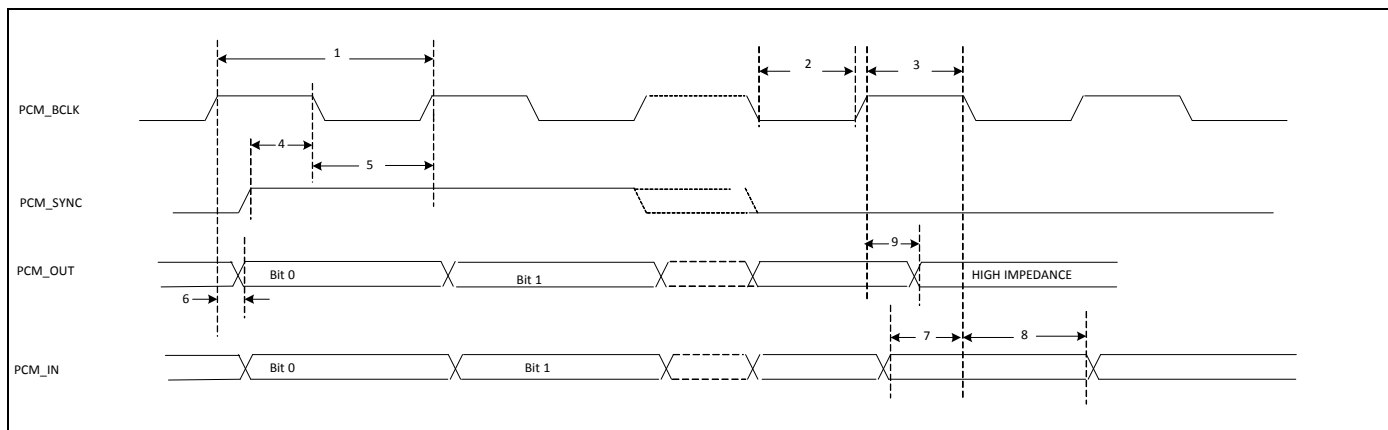 1
2
3
PCM_BCLK
4
5
PCM_SYNC
9
PCM_OUT
Bit 0
Bit 1
HIGH IMPEDANCE
6
7
8
PCM_IN
Bit 0
Bit 1